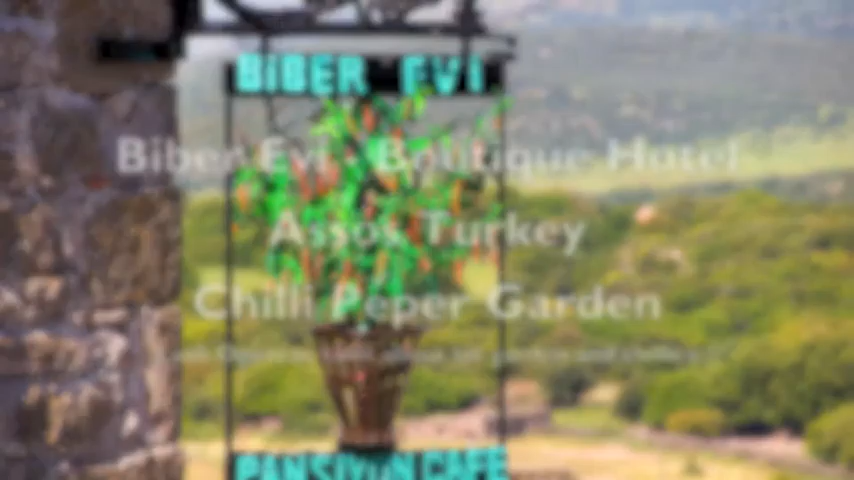 BiBER EVi
Biber Evi - Boutique Hotel
Assos Turkey
Chilli Peper Garden
PANSiYON CAFE